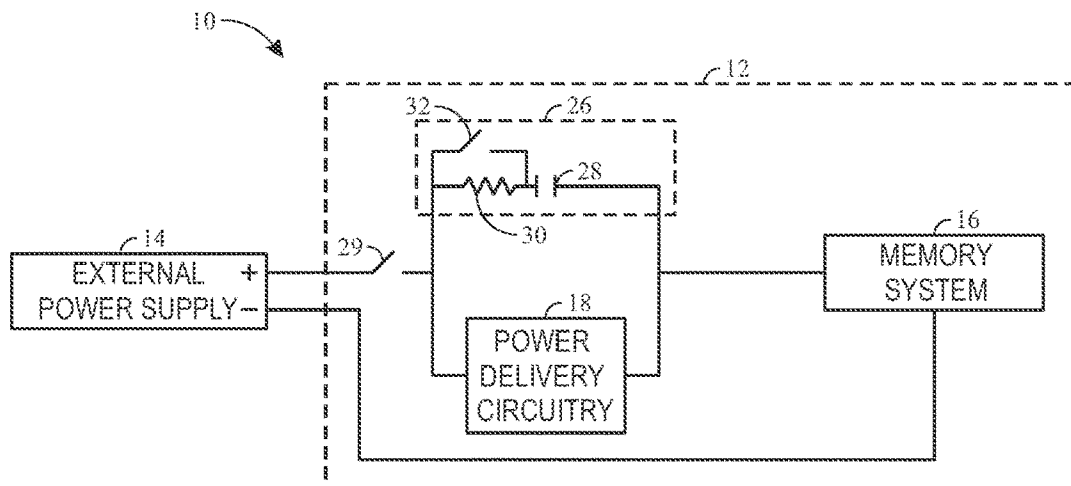 10
12
32
26
28
30
29
14
EXTERNAL +
POWER SUPPLY −
16
MEMORY
SYSTEM
18
POWER
DELIVERY
CIRCUITRY